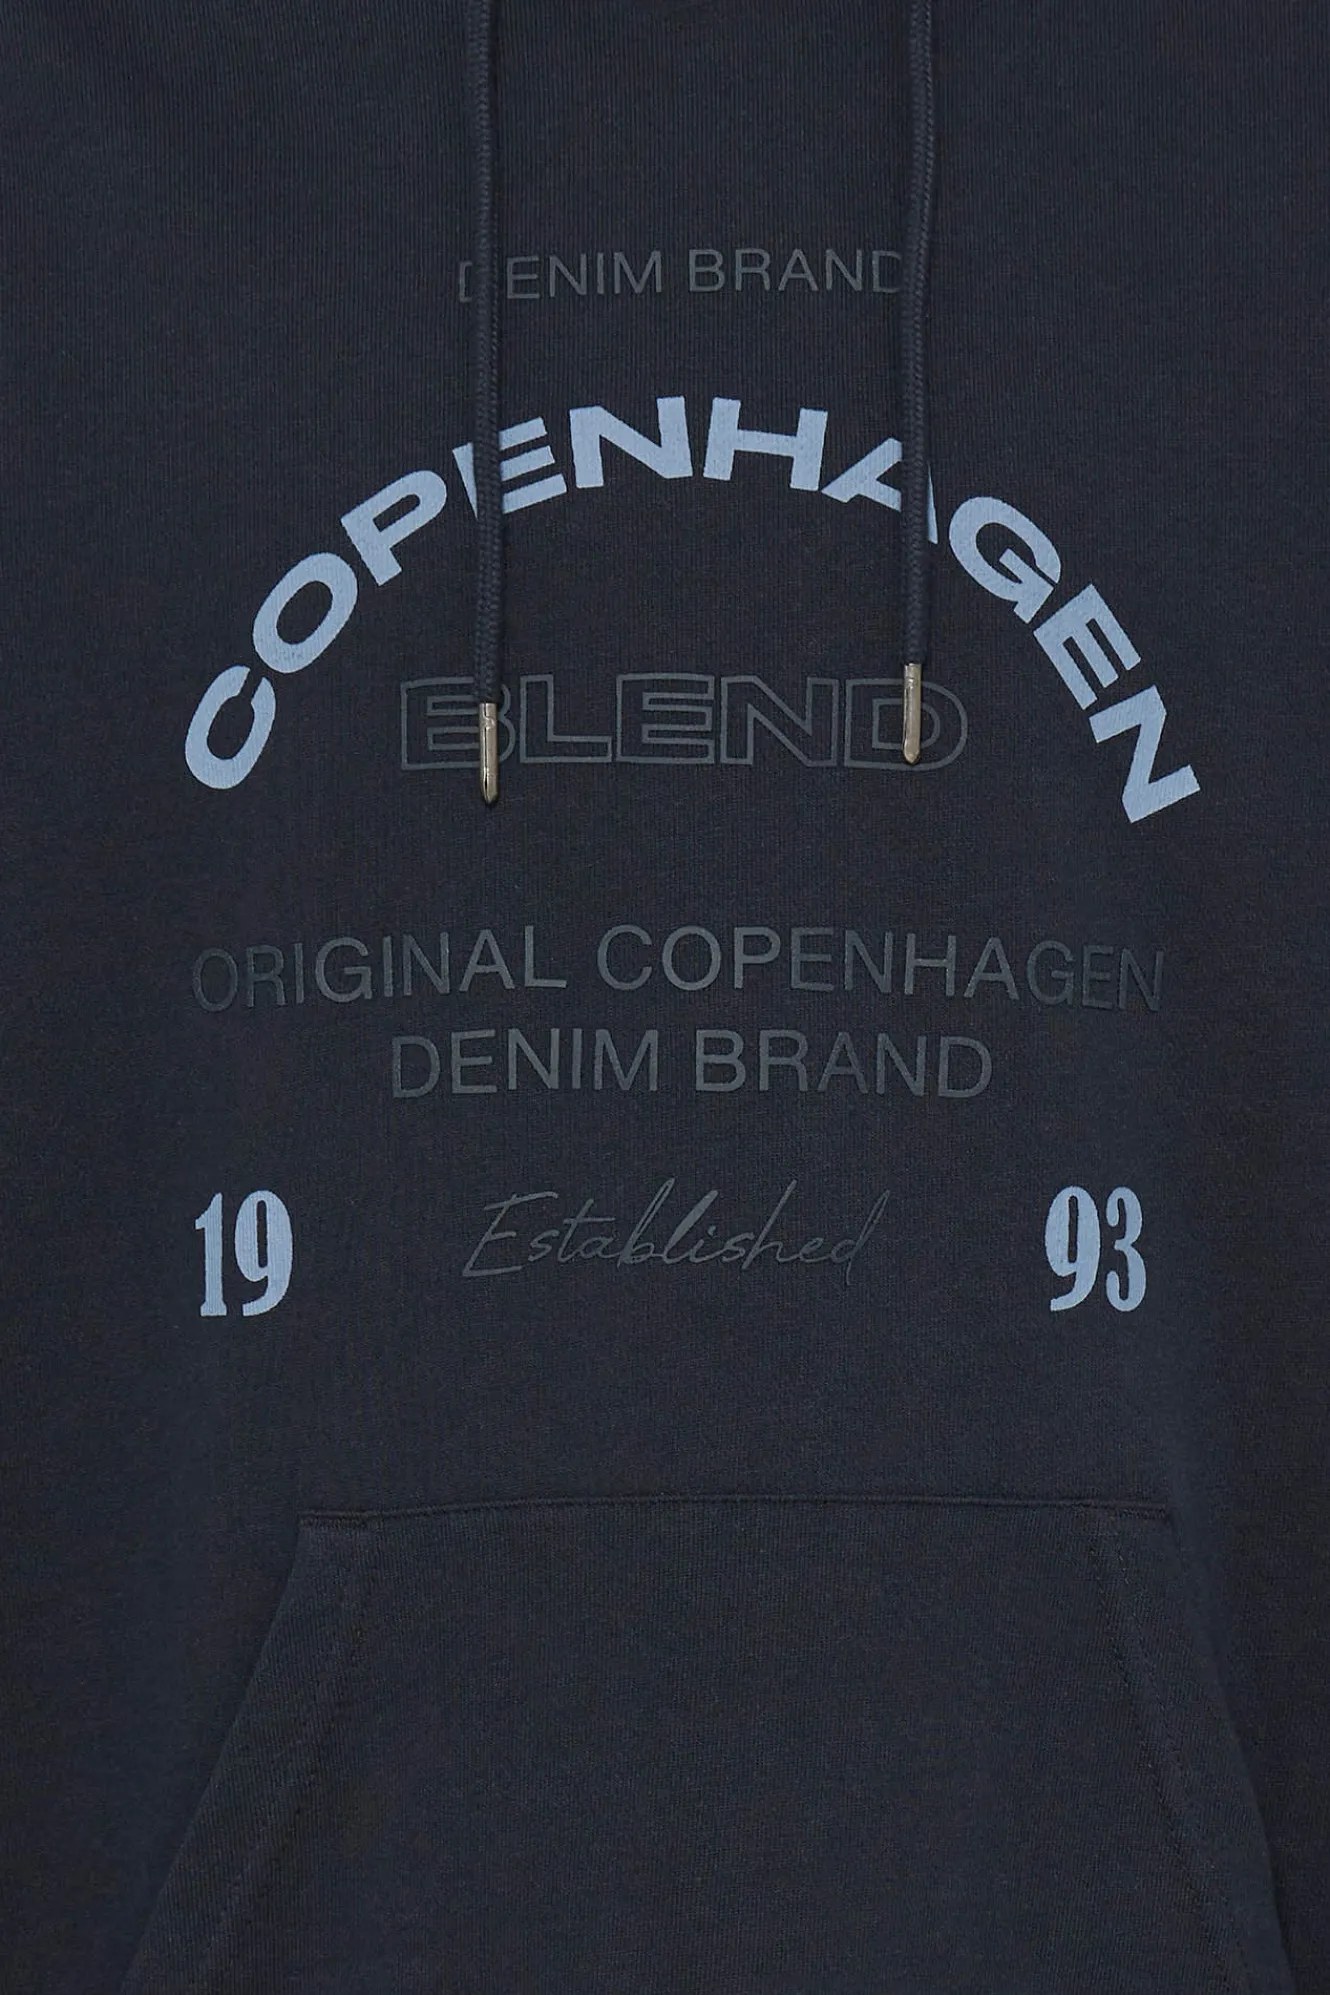 DENIM BRAND
COPENHAGEN
BLEND
ORIGINAL COPENHAGEN
DENIM BRAND
19 Established 93